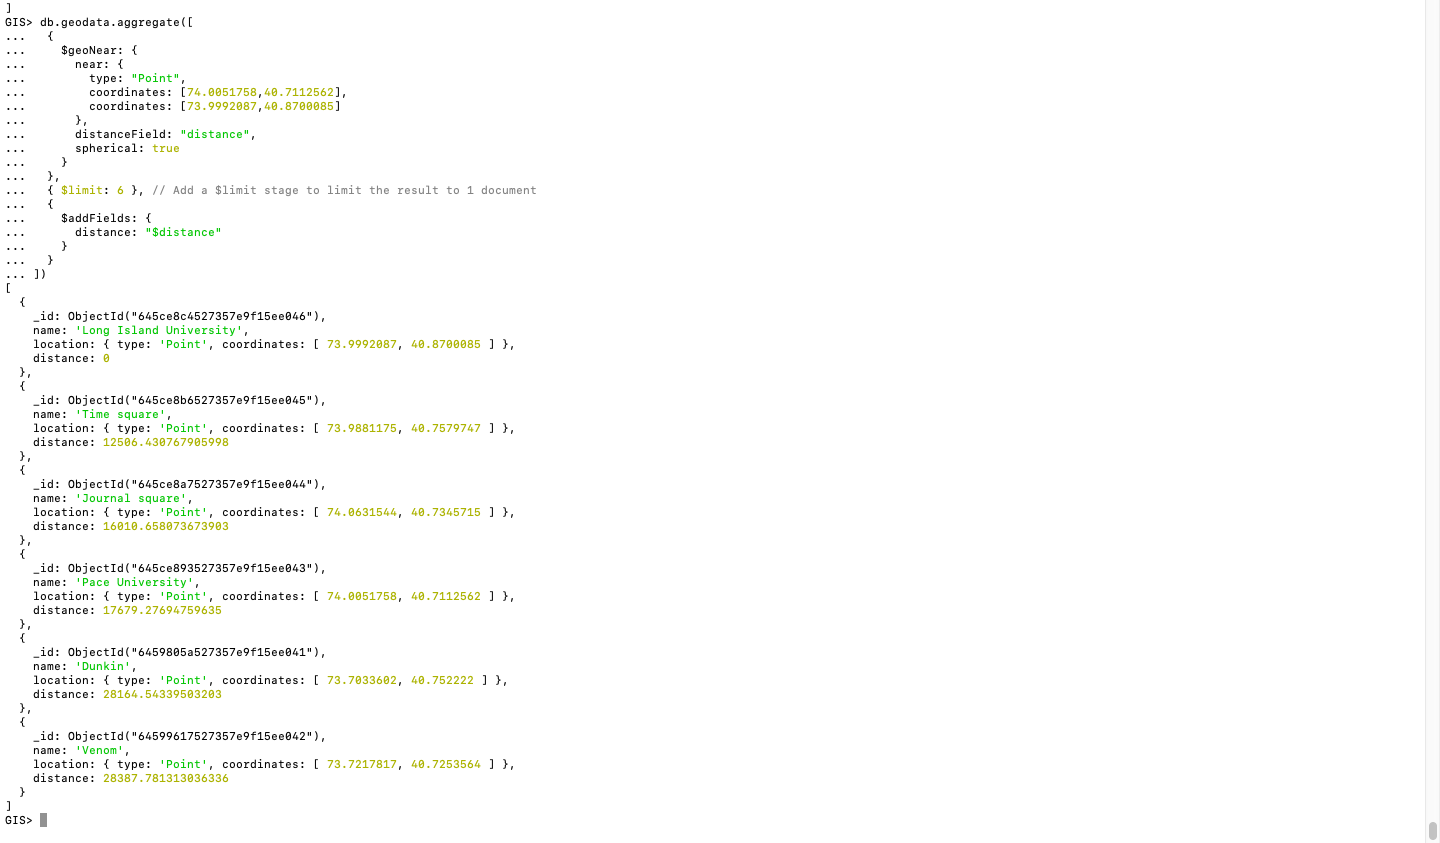 ]
GIS> db.geodata.aggregate([
...   {
...     $geoNear: {
...       near: {
...         type: "Point",
...         coordinates: [74.0051758,40.7112562],
...         coordinates: [73.9992087,40.8700085]
...       },
...       distanceField: "distance",
...       spherical: true
...     }
...   },
...   { $limit: 6 }, // Add a $limit stage to limit the result to 1 document
...   {
...     $addFields: {
...       distance: "$distance"
...     }
...   }
... ])
[
  {
    _id: ObjectId("645ce8c4527357e9f15ee046"),
    name: 'Long Island University',
    location: { type: 'Point', coordinates: [ 73.9992087, 40.8700085 ] },
    distance: 0
  },
  {
    _id: ObjectId("645ce8b6527357e9f15ee045"),
    name: 'Time square',
    location: { type: 'Point', coordinates: [ 73.9881175, 40.7579747 ] },
    distance: 12506.430767905998
  },
  {
    _id: ObjectId("645ce8a7527357e9f15ee044"),
    name: 'Journal square',
    location: { type: 'Point', coordinates: [ 74.0631544, 40.7345715 ] },
    distance: 16010.658073673903
  },
  {
    _id: ObjectId("645ce893527357e9f15ee043"),
    name: 'Pace University',
    location: { type: 'Point', coordinates: [ 74.0051758, 40.7112562 ] },
    distance: 17679.27694759635
  },
  {
    _id: ObjectId("6459805a527357e9f15ee041"),
    name: 'Dunkin',
    location: { type: 'Point', coordinates: [ 73.7033602, 40.752222 ] },
    distance: 28164.54339503203
  },
  {
    _id: ObjectId("64599617527357e9f15ee042"),
    name: 'Venom',
    location: { type: 'Point', coordinates: [ 73.7217817, 40.7253564 ] },
    distance: 28387.781313036336
  }
]
GIS>